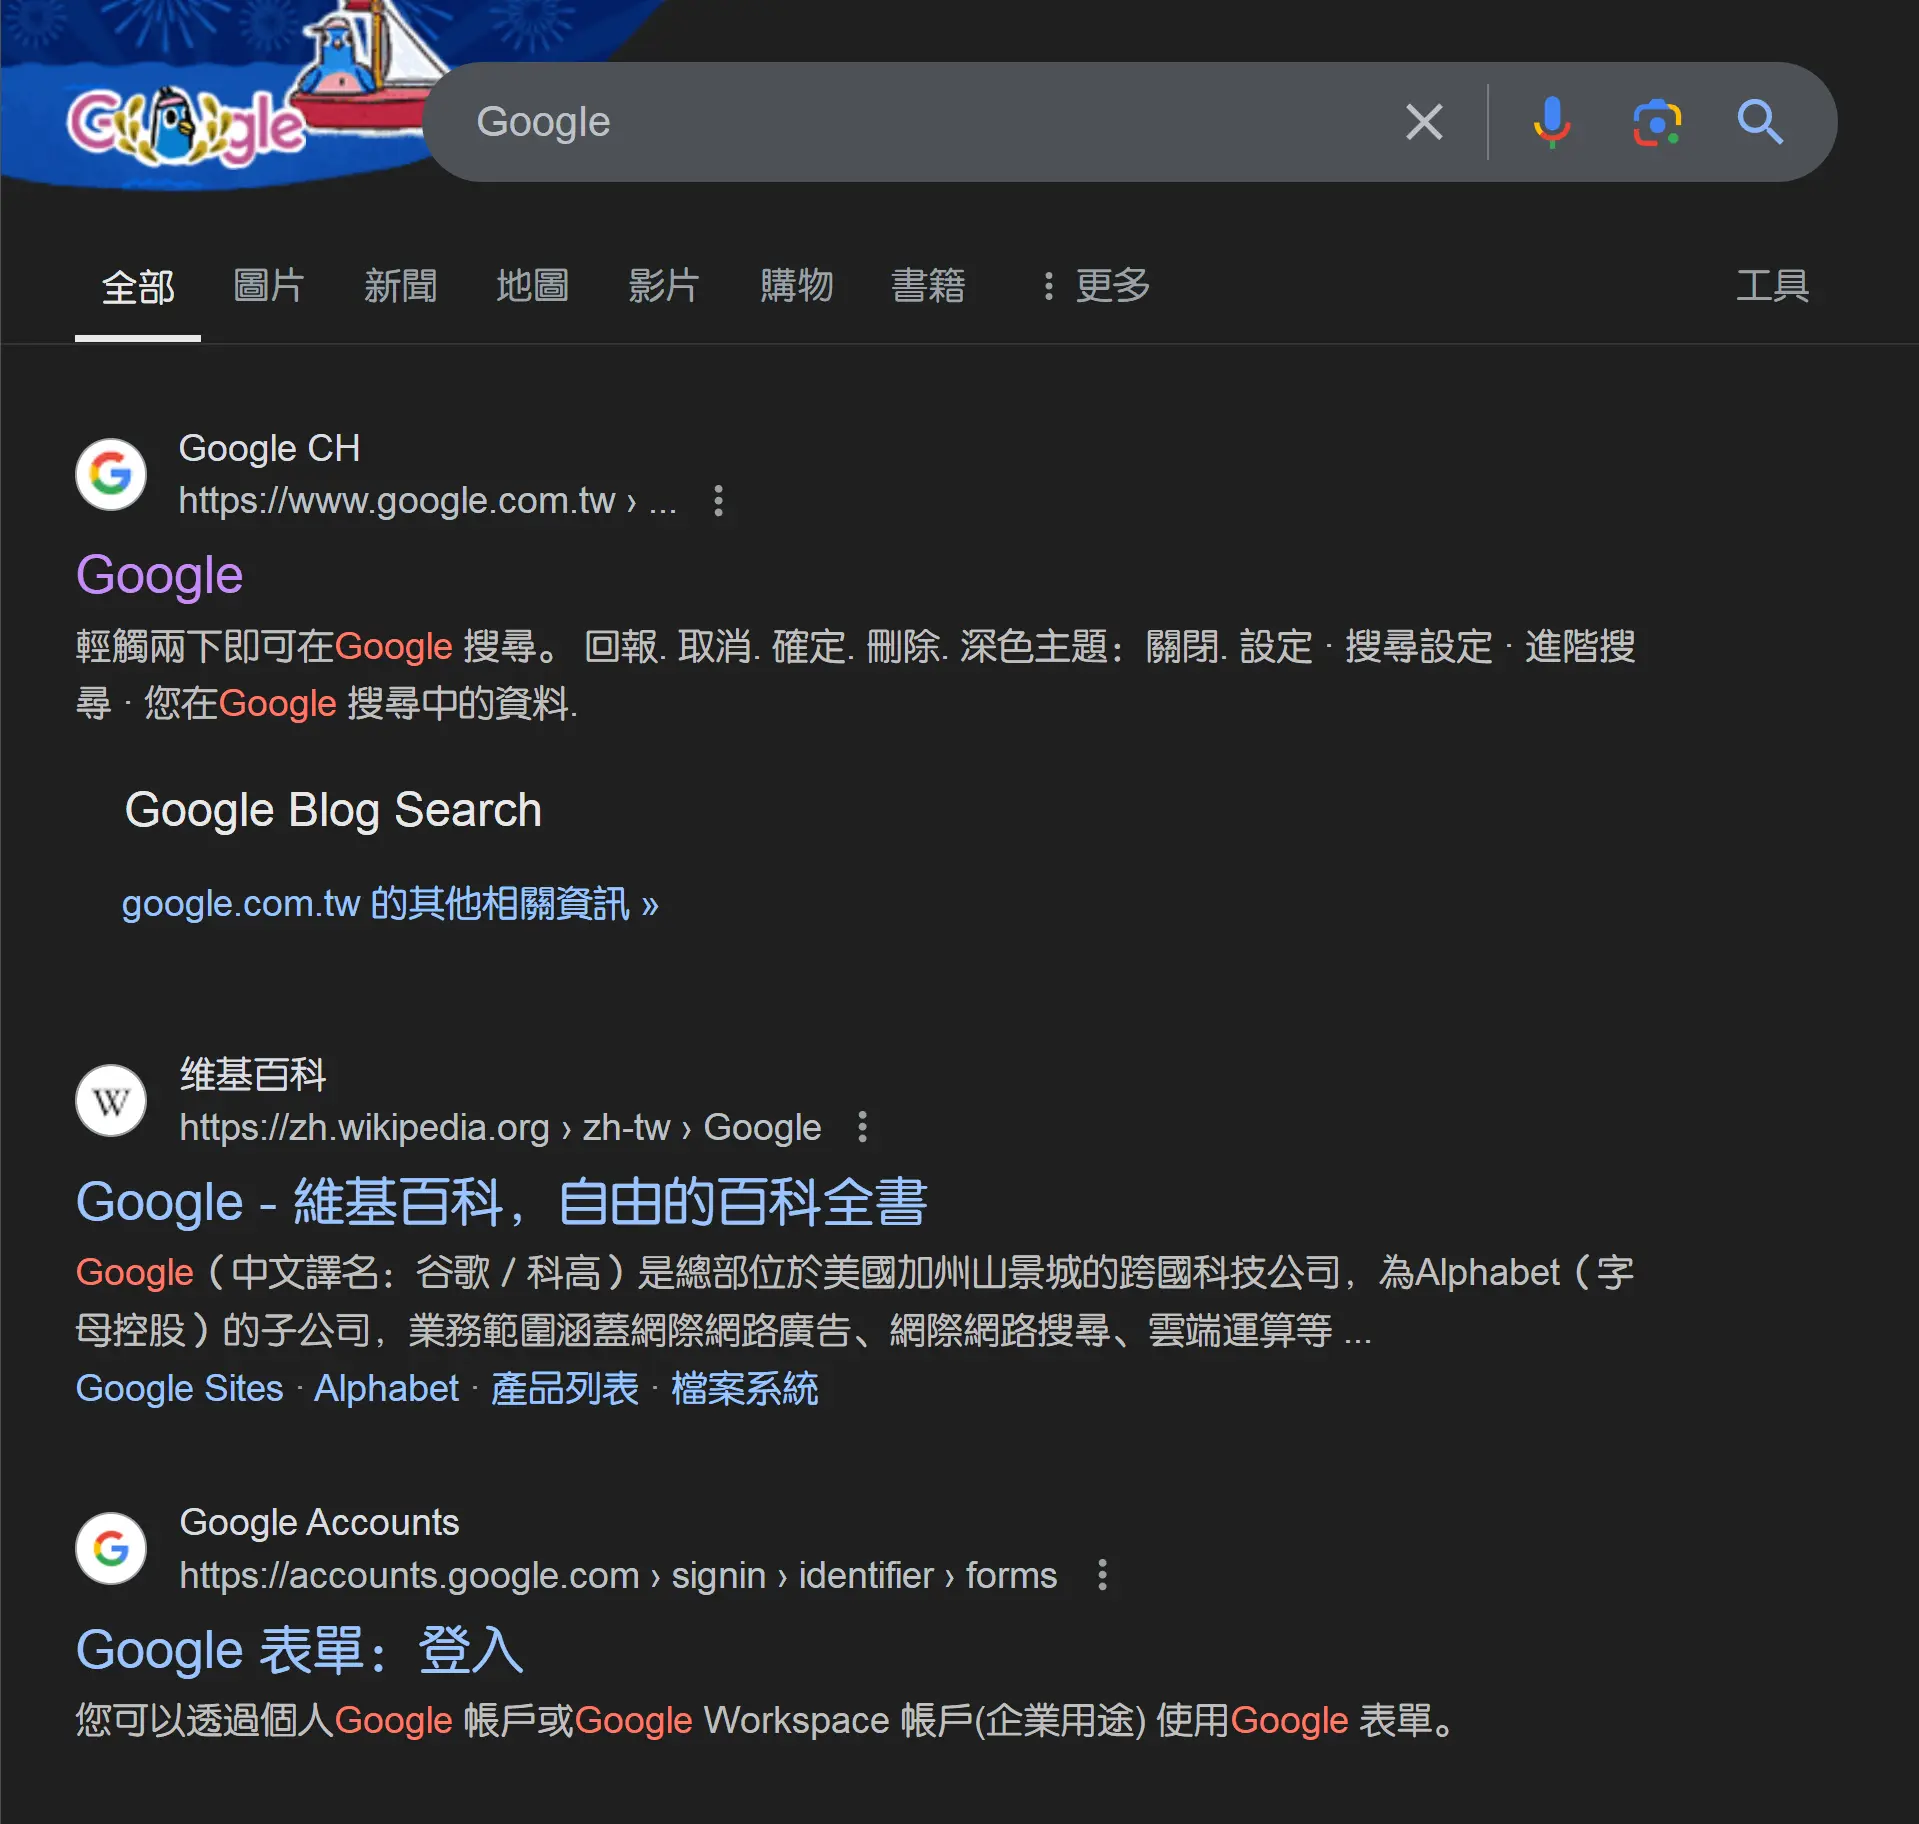 Google
Google
全部 圖片 新聞 地圖 影片 購物 書籍 更多 工具
Google CH
https://www.google.com.tw › ...
Google
輕觸兩下即可在Google 搜尋。 回報. 取消. 確定. 刪除. 深色主題：關閉. 設定 · 搜尋設定 · 進階搜
尋 · 您在Google 搜尋中的資料.
Google Blog Search
google.com.tw 的其他相關資訊 »
W
維基百科
https://zh.wikipedia.org › zh-tw › Google
Google - 維基百科，自由的百科全書
Google（中文譯名：谷歌／科高）是總部位於美國加州山景城的跨國科技公司，為Alphabet（字
母控股）的子公司，業務範圍涵蓋網際網路廣告、網際網路搜尋、雲端運算等 ...
Google Sites · Alphabet · 產品列表 · 檔案系統
Google Accounts
https://accounts.google.com › signin › identifier › forms
Google 表單：登入
您可以透過個人Google 帳戶或Google Workspace 帳戶(企業用途) 使用Google 表單。